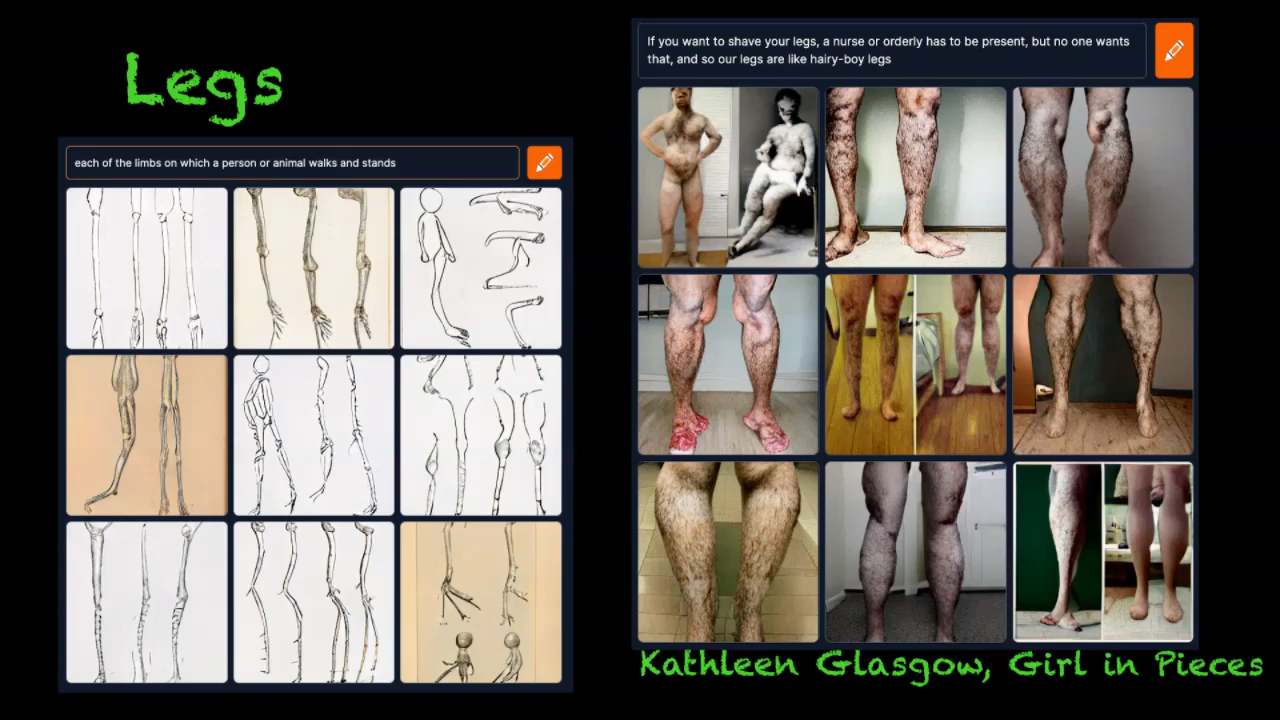 Legs
each of the limbs on which a person or animal walks and stands
If you want to shave your legs, a nurse or orderly has to be present, but no one wants
that, and so our legs are like hairy-boy legs
Kathleen Glasgow, Girl in Pieces